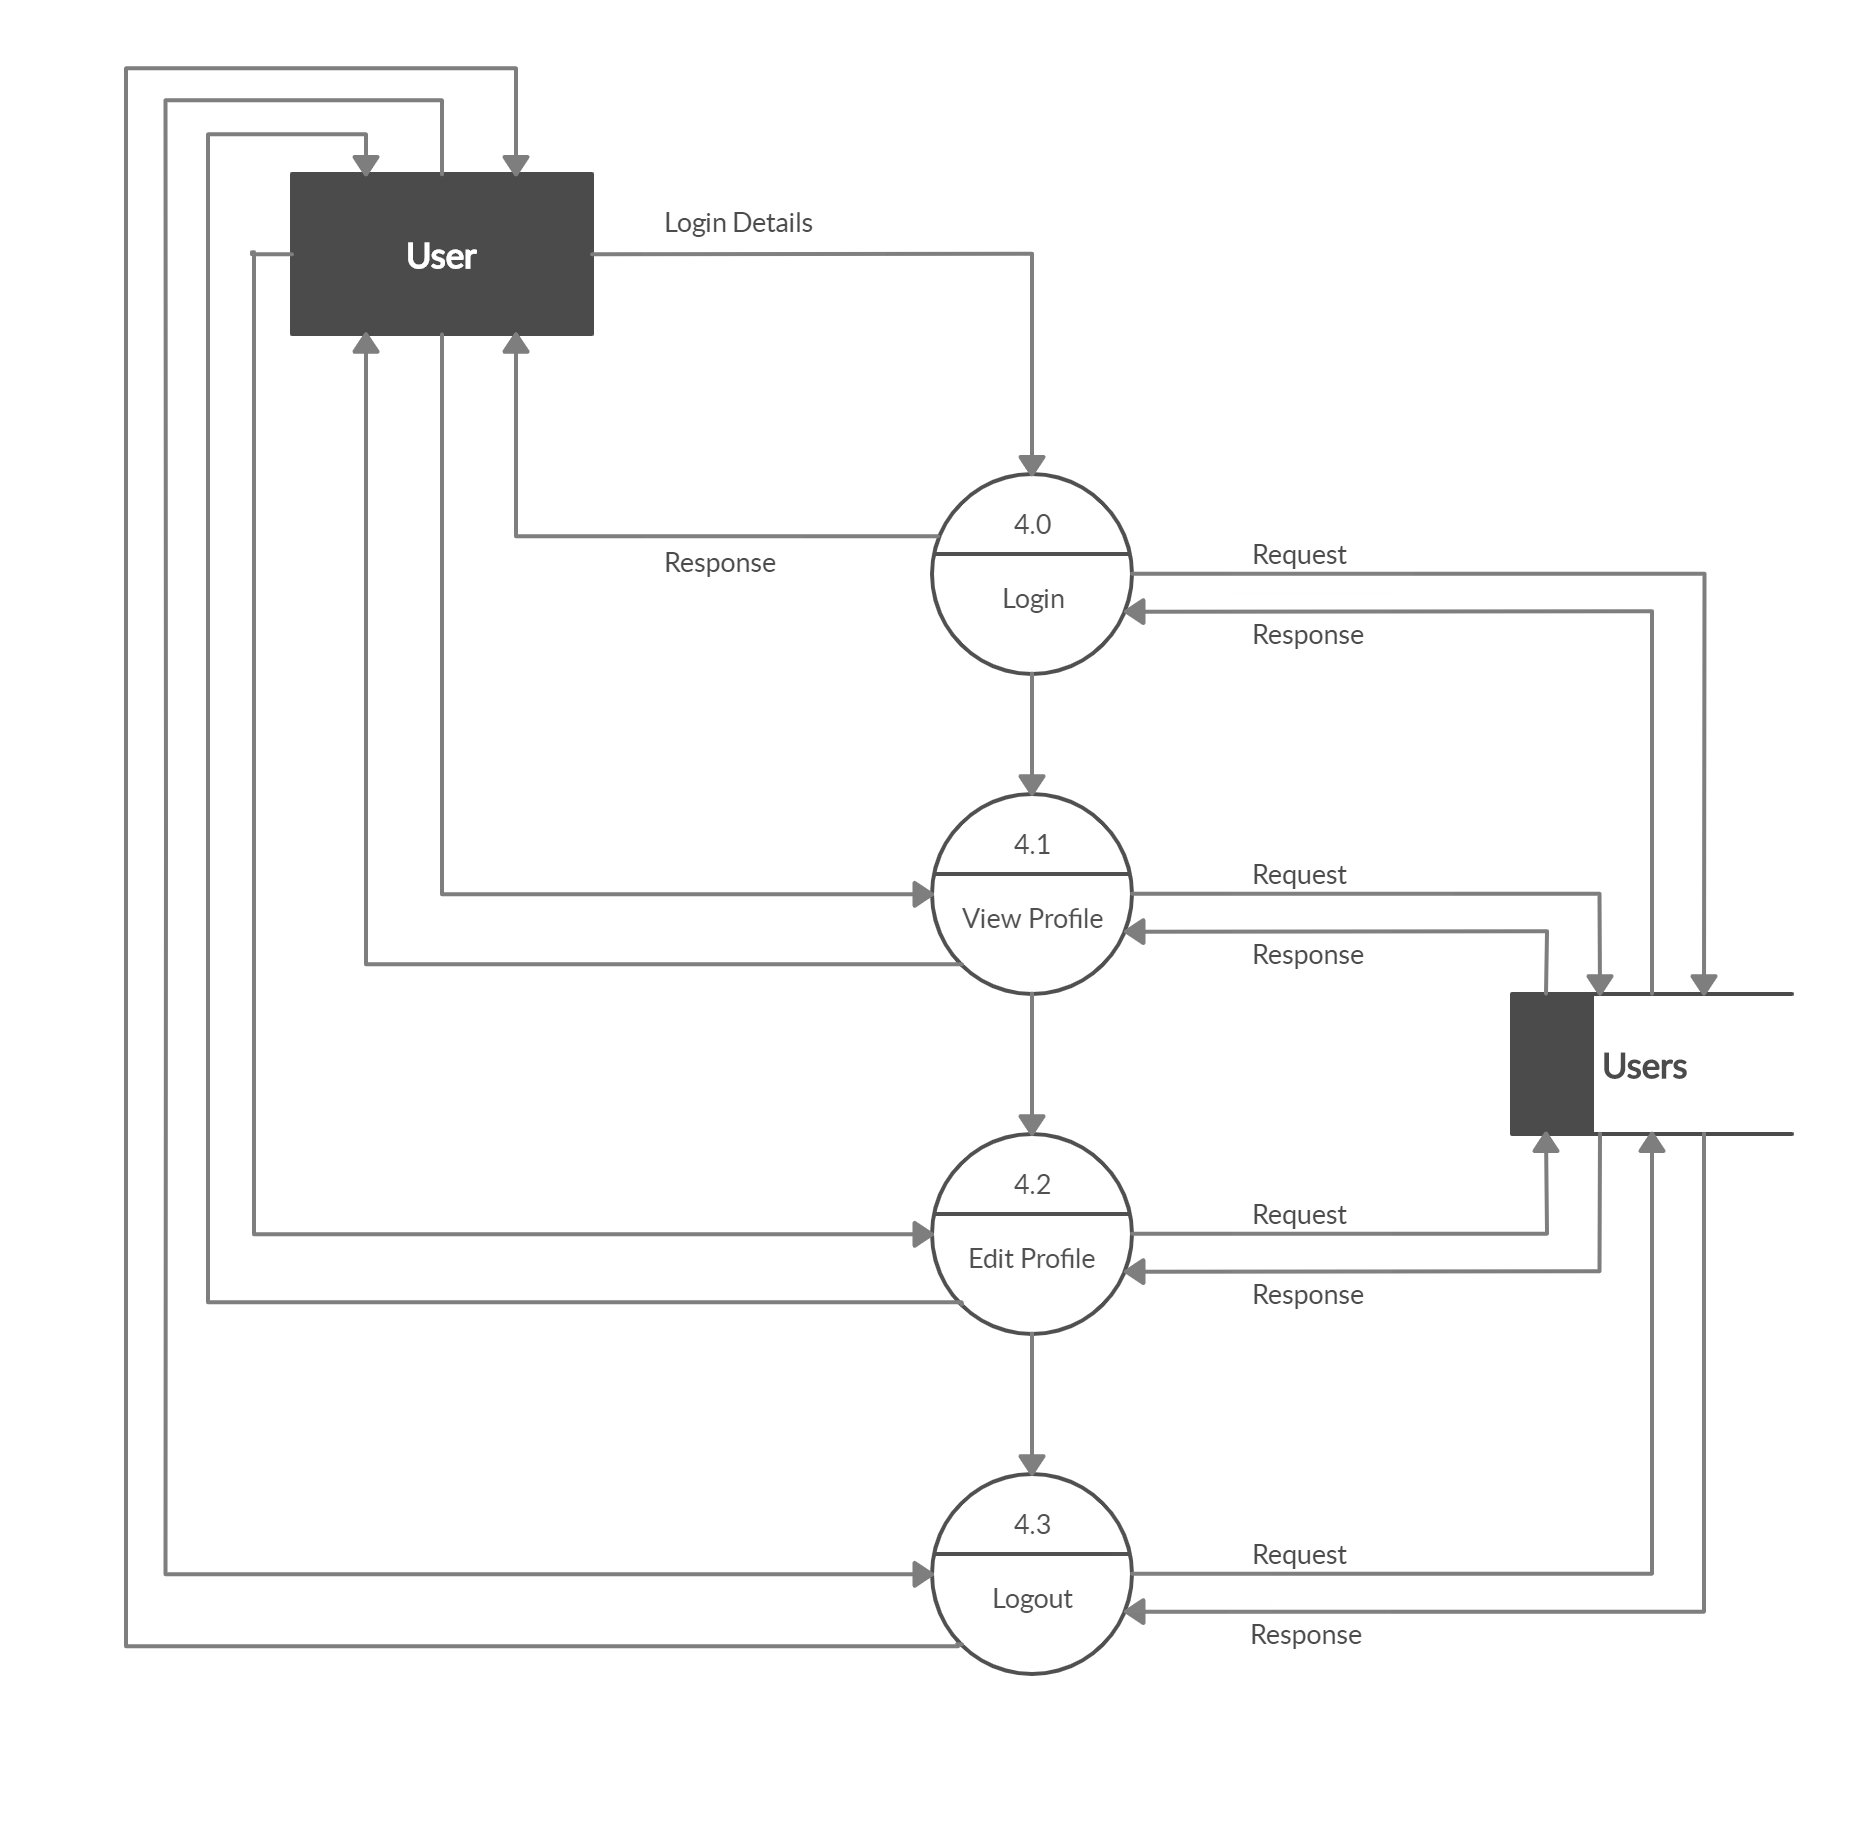 User
Login Details
4.0
Login
Response
Request
Response
4.1
View Profile
Request
Response
Users
4.2
Edit Profile
Request
Response
4.3
Logout
Request
Response